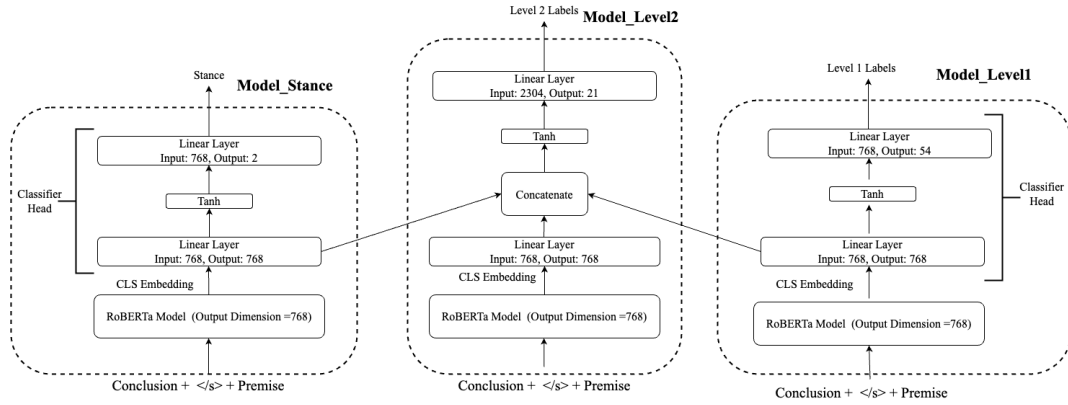 Stance
Model_Stance
Linear Layer
Input: 768, Output: 2
Tanh
Classifier
Head
Linear Layer
Input: 768, Output: 768
CLS Embedding
RoBERTa Model (Output Dimension =768)
Conclusion + </s> + Premise
Level 2 Labels
Model_Level2
Linear Layer
Input: 2304, Output: 21
Tanh
Concatenate
Linear Layer
Input: 768, Output: 768
CLS Embedding
RoBERTa Model (Output Dimension =768)
Conclusion + </s> + Premise
Level 1 Labels
Model_Level1
Linear Layer
Input: 768, Output: 54
Tanh
Classifier
Head
Linear Layer
Input: 768, Output: 768
CLS Embedding
RoBERTa Model (Output Dimension =768)
Conclusion + </s> + Premise